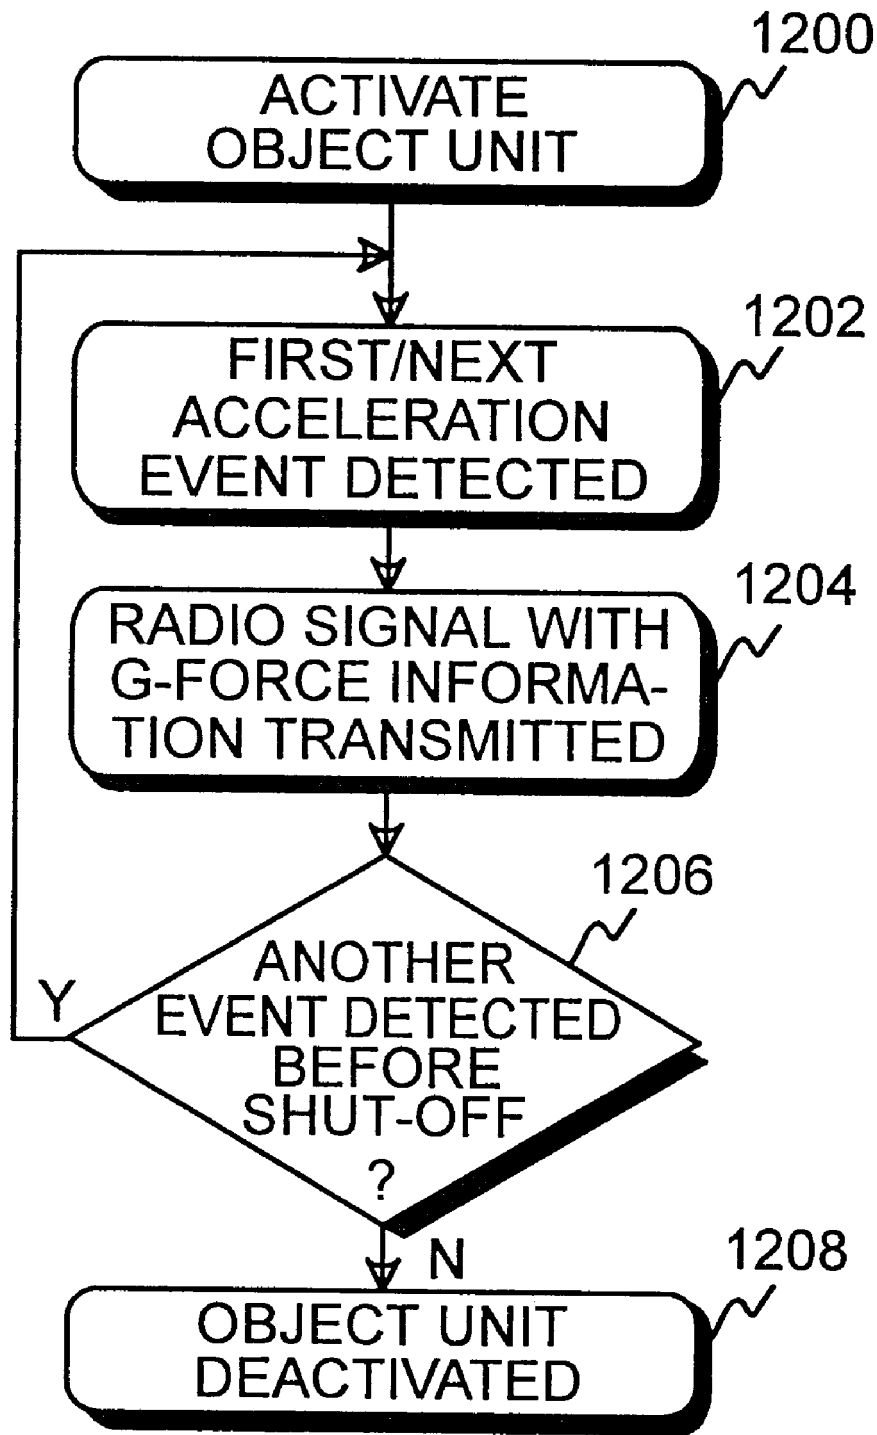 1200
ACTIVATE
OBJECT UNIT
1202
FIRST/NEXT
ACCELERATION
EVENT DETECTED
1204
RADIO SIGNAL WITH
G-FORCE INFORMA-
TION TRANSMITTED
1206
ANOTHER
EVENT DETECTED
BEFORE
SHUT-OFF
?
Y
N
1208
OBJECT UNIT
DEACTIVATED